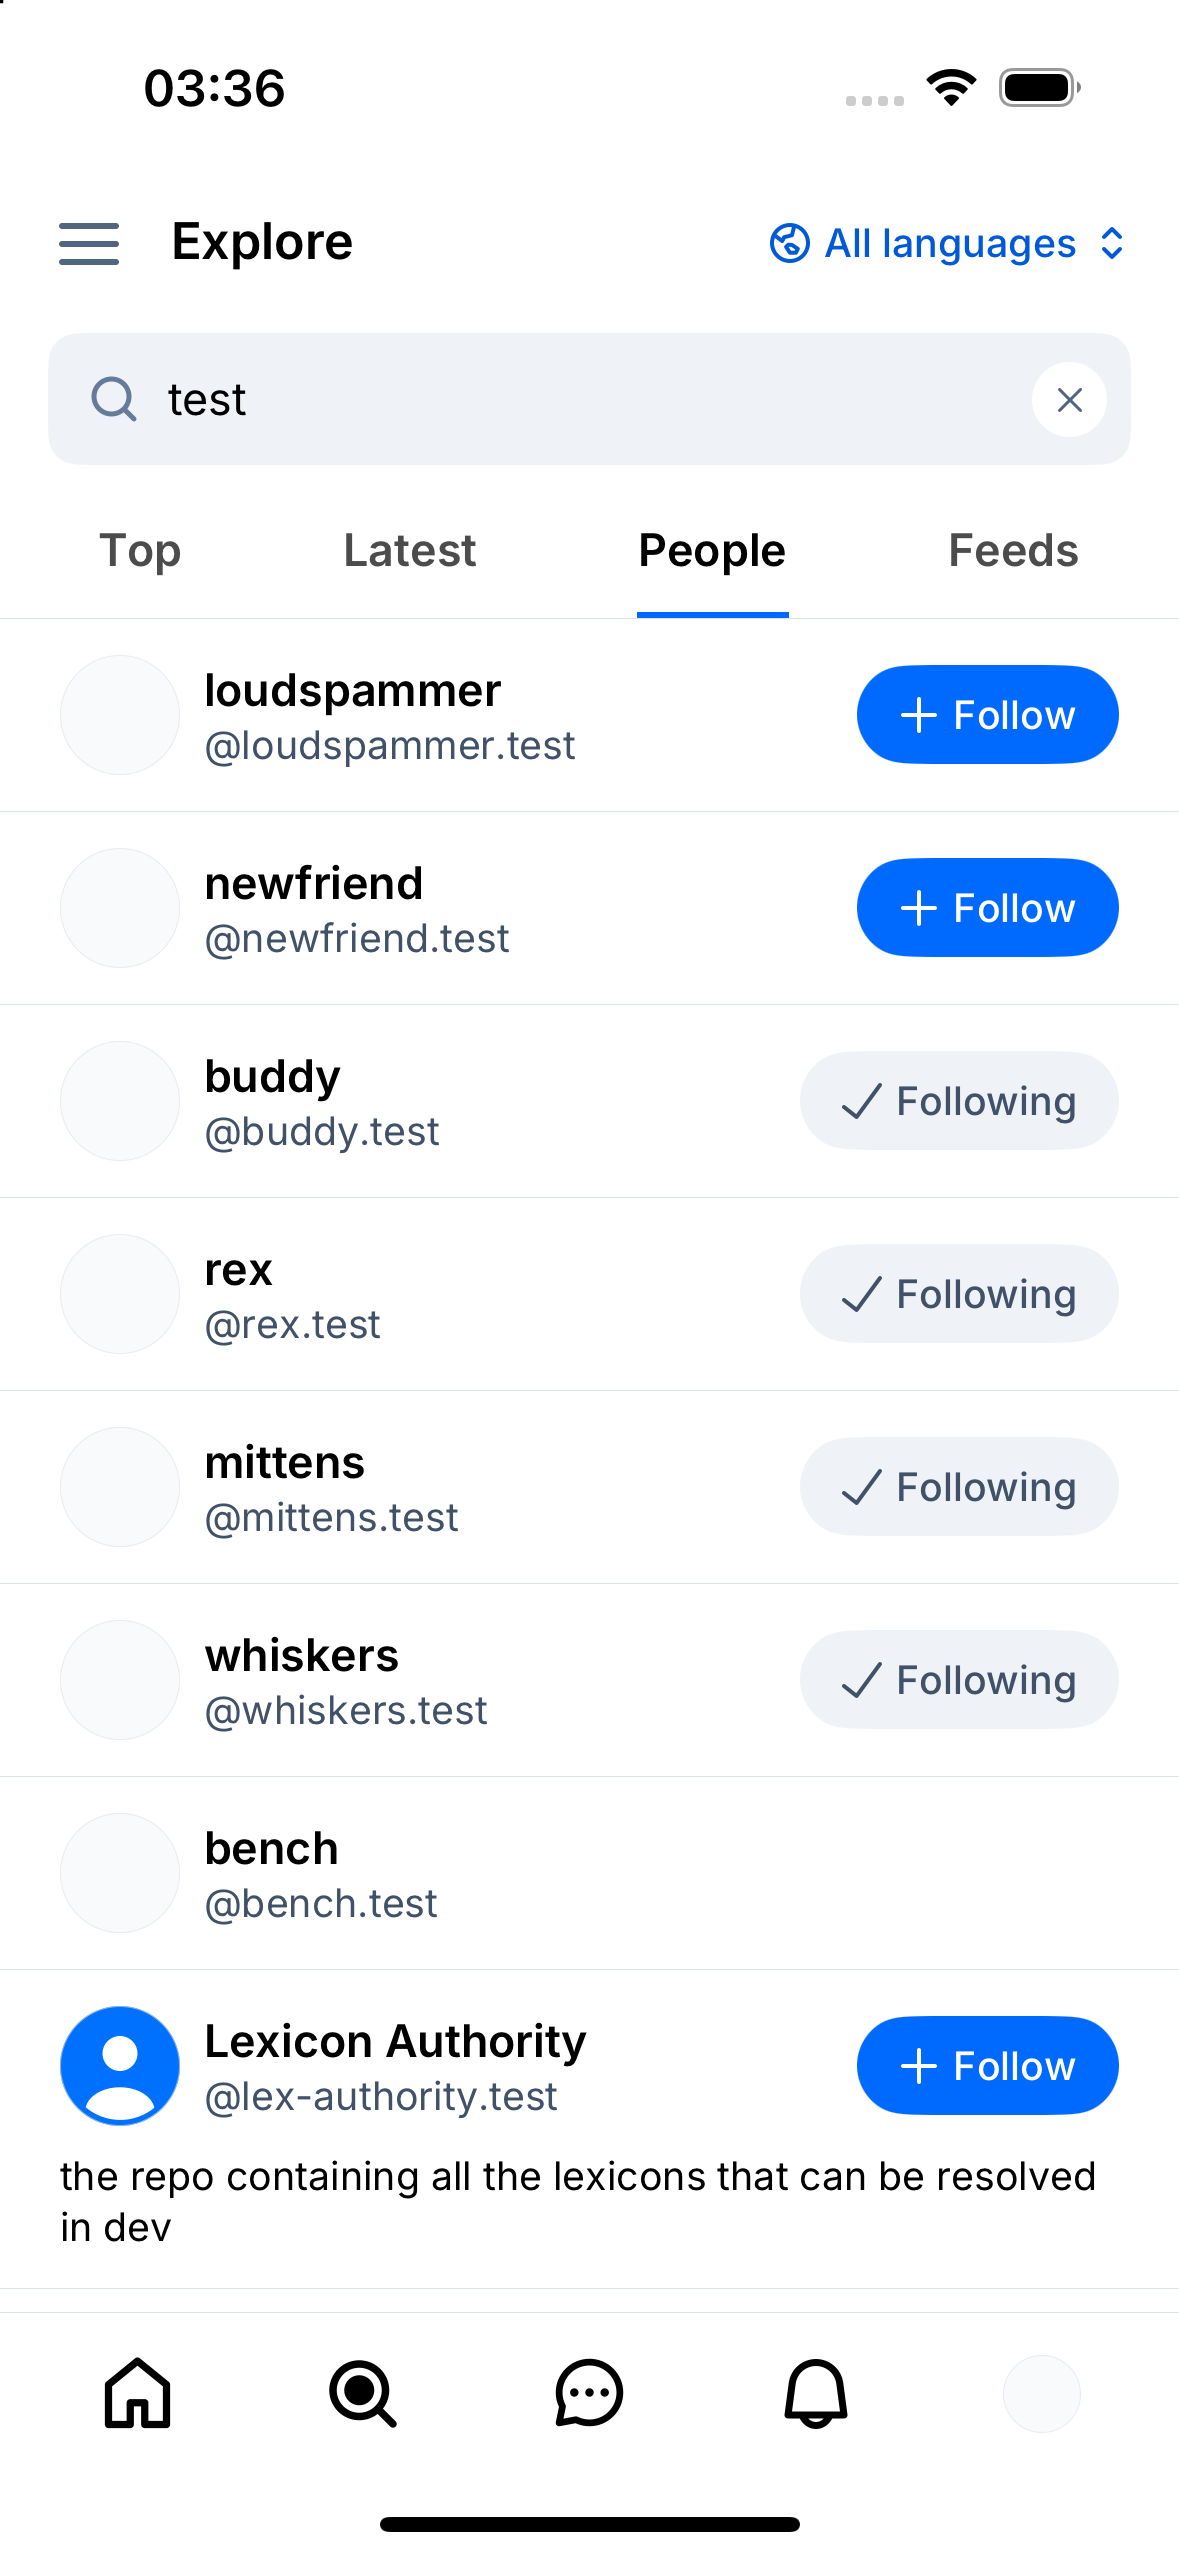 03:36
Explore
All languages
test
Top Latest People Feeds
loudspammer
@loudspammer.test
Follow
newfriend
@newfriend.test
Follow
buddy
@buddy.test
Following
rex
@rex.test
Following
mittens
@mittens.test
Following
whiskers
@whiskers.test
Following
bench
@bench.test
Lexicon Authority
@lex-authority.test
Follow
the repo containing all the lexicons that can be resolved
in dev